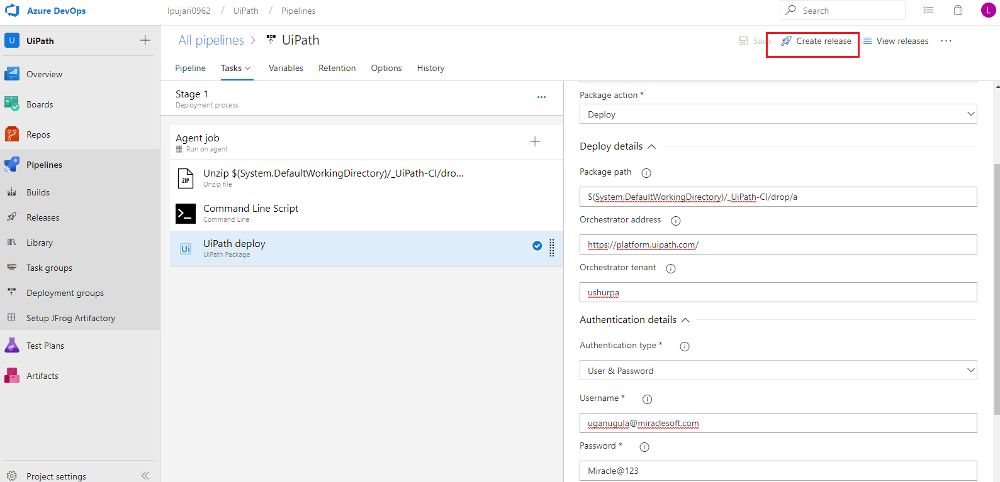 Azure DevOps
lpujari0962 / UiPath / Pipelines
Search
L
U UiPath
Overview
Boards
Repos
Pipelines
Builds
Releases
Library
Task groups
Deployment groups
Setup JFrog Artifactory
Test Plans
Artifacts
Project settings
All pipelines > UiPath
Save
Create release
View releases
...
Pipeline
Tasks
Variables
Retention
Options
History
Stage 1
Deployment process
Agent job
Run on agent
ZIP
Unzip $(System.DefaultWorkingDirectory)/_UiPath-CI/dro...
Unzip file
Command Line Script
Command Line
Ui
UiPath deploy
UiPath Package
Package action *
Deploy
Deploy details
Package path
$(System.DefaultWorkingDirectory)/_UiPath-CI/drop/a
Orchestrator address
https://platform.uipath.com/
Orchestrator tenant
ushurpa
Authentication details
Authentication type *
User & Password
Username *
uganugula@miraclesoft.com
Password *
Miracle@123